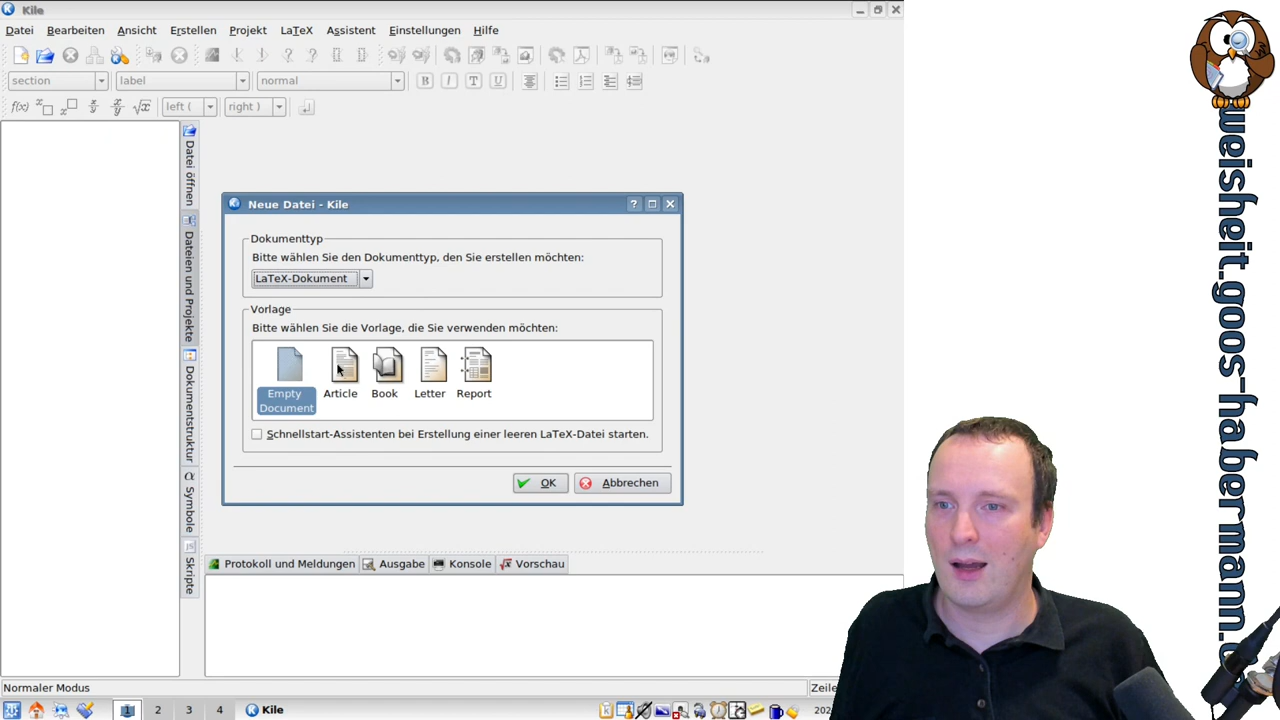 Kile
Datei Bearbeiten Ansicht Erstellen Projekt LaTeX Assistent Einstellungen Hilfe
section label normal B I T U
f(x) left ( right )
Datei öffnen
Dateien und Projekte
Dokumentstruktur
Symbole
Skripte
Neue Datei - Kile
Dokumenttyp
Bitte wählen Sie den Dokumenttyp, den Sie erstellen möchten:
LaTeX-Dokument
Vorlage
Bitte wählen Sie die Vorlage, die Sie verwenden möchten:
Empty Document
Article
Book
Letter
Report
Schnellstart-Assistenten bei Erstellung einer leeren LaTeX-Datei starten.
OK Abbrechen
Protokoll und Meldungen Ausgabe Konsole Vorschau
Normaler Modus
Zeile
1 2 3 4 Kile
202
weisheit.goos-habermann.